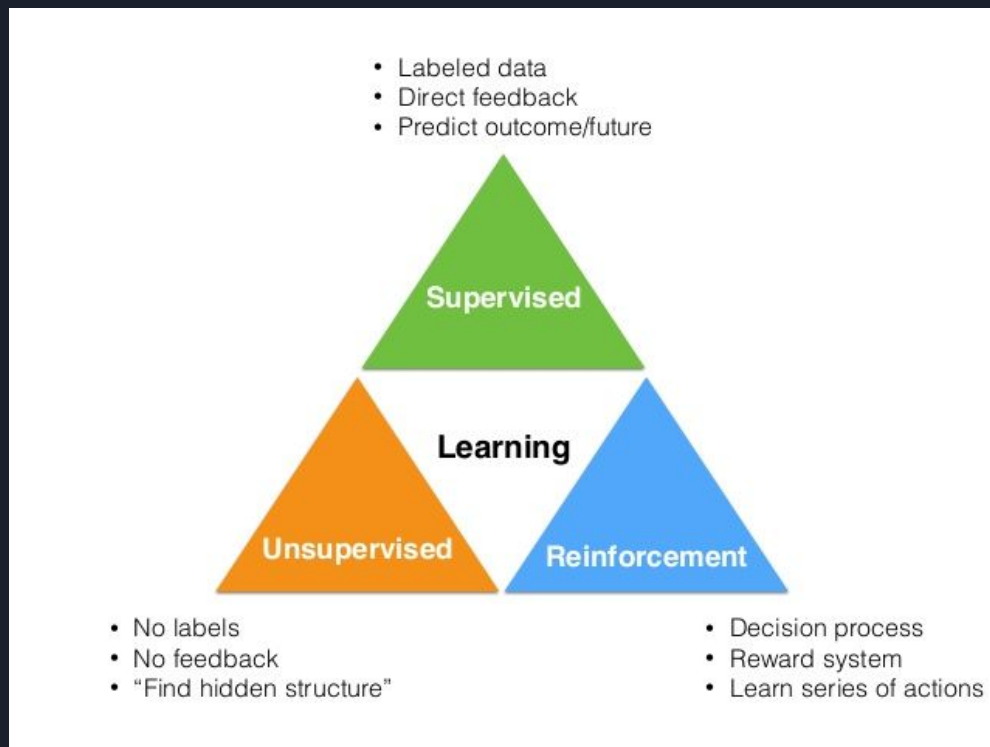 • Labeled data
• Direct feedback
• Predict outcome/future
Supervised
Learning
Unsupervised
Reinforcement
• No labels
• No feedback
• “Find hidden structure”
• Decision process
• Reward system
• Learn series of actions